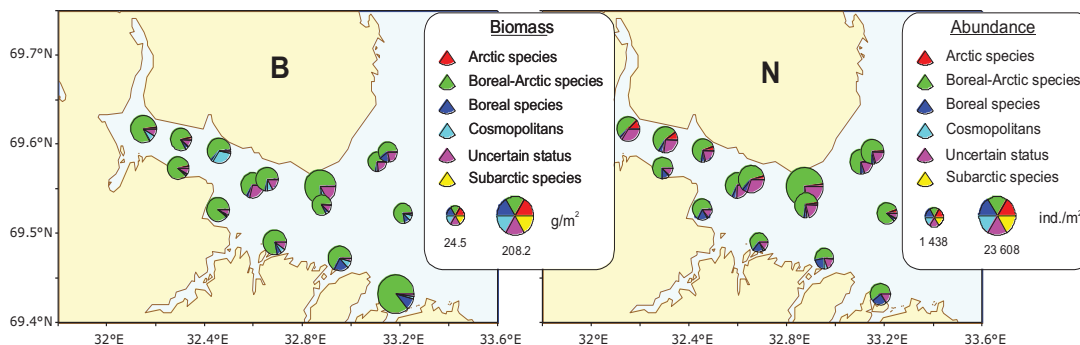 Biomass
Arctic species
Boreal-Arctic species
Boreal species
Cosmopolitans
Uncertain status
Subarctic species
g/m²
24.5
208.2
B
69.7°N
69.6°N
69.5°N
69.4°N
32°E
32.4°E
32.8°E
33.2°E
33.6°E
Abundance
Arctic species
Boreal-Arctic species
Boreal species
Cosmopolitans
Uncertain status
Subarctic species
ind./m²
1 438
23 608
N
32°E
32.4°E
32.8°E
33.2°E
33.6°E